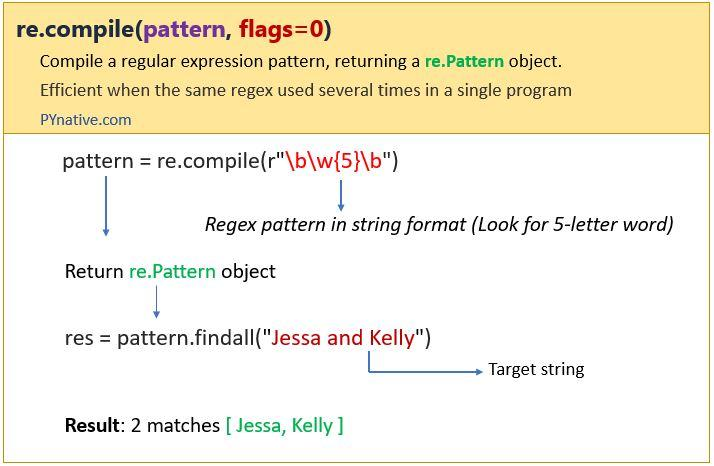 re.compile(pattern, flags=0)
Compile a regular expression pattern, returning a re.Pattern object.
Efficient when the same regex used several times in a single program
PYnative.com
pattern = re.compile(r"\b\w{5}\b")
Regex pattern in string format (Look for 5-letter word)
Return re.Pattern object
res = pattern.findall("Jessa and Kelly")
Target string
Result: 2 matches [ Jessa, Kelly ]